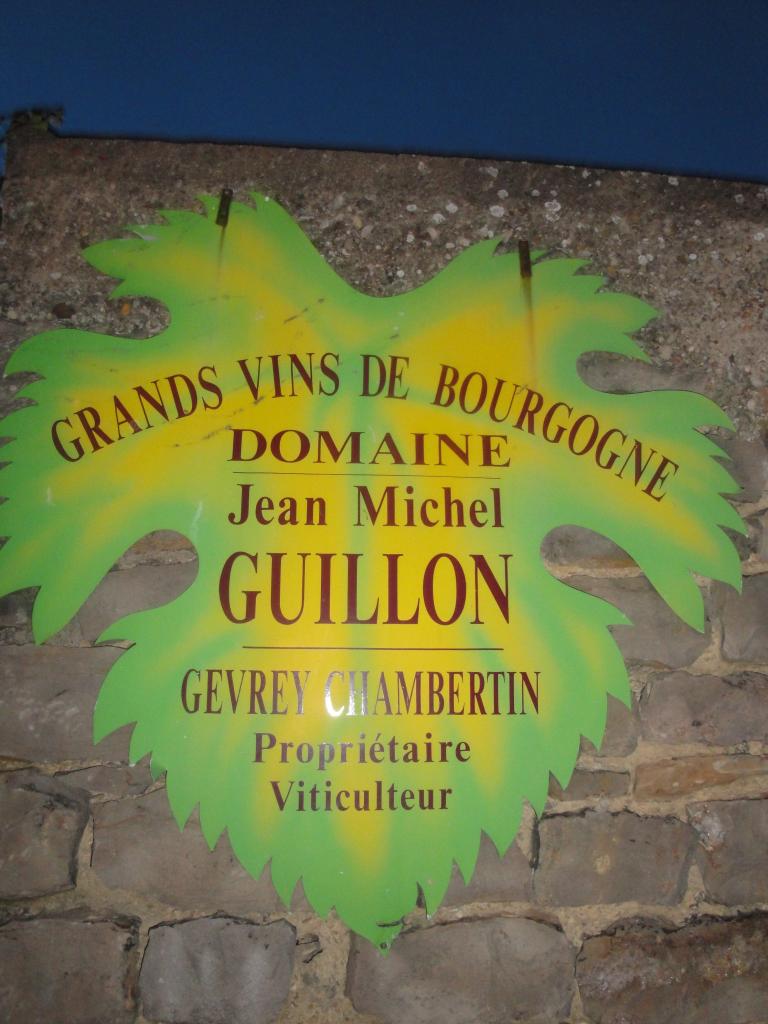 GRANDS VINS DE BOURGOGNE
DOMAINE
Jean Michel
GUILLON
GEVREY CHAMBERTIN
Propriétaire
Viticulteur